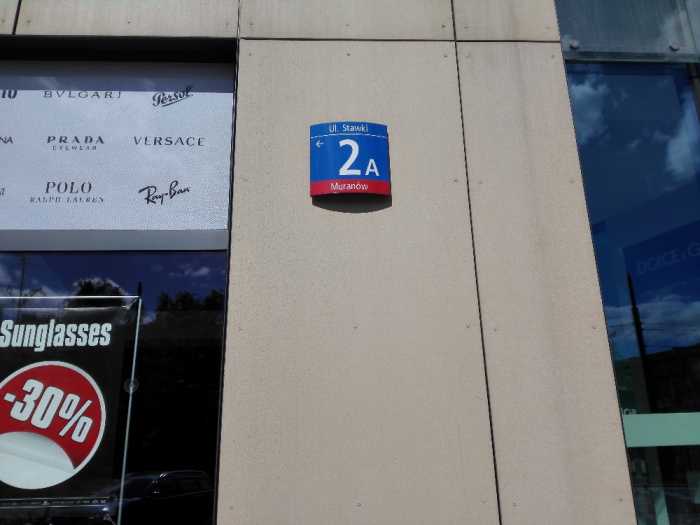 BVLGARI
Persol
PRADA
EYEWEAR
VERSACE
POLO
RALPH LAUREN
Ray-Ban
Ul. Stawki
←
2A
Muranów
Sunglasses
-30%